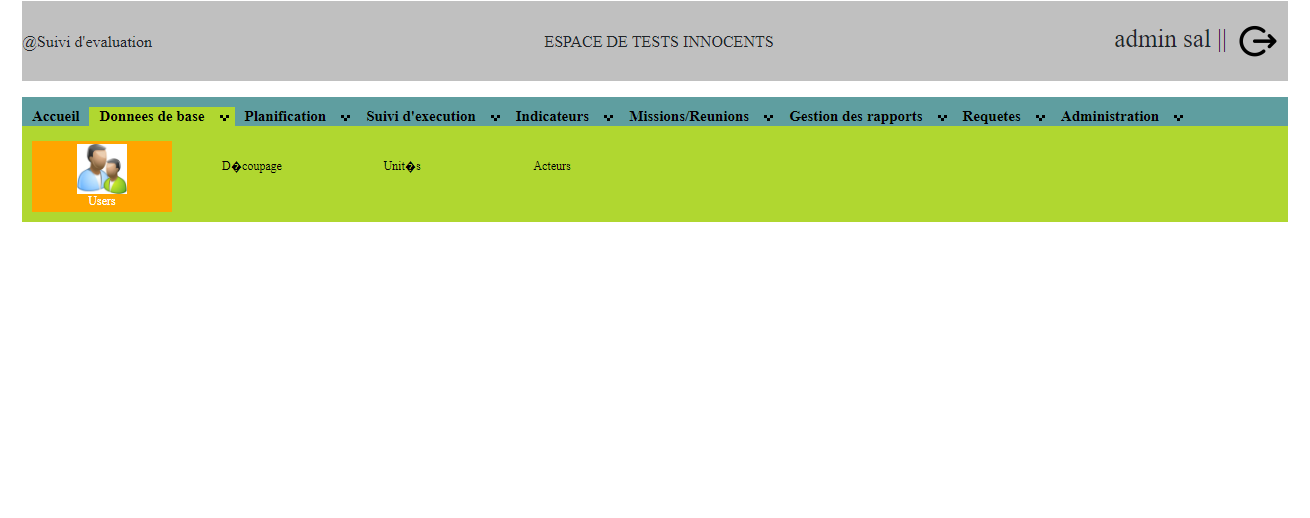 @Suivi d'evaluation
ESPACE DE TESTS INNOCENTS
admin sal ||
Accueil Donnees de base Planification Suivi d'execution Indicateurs Missions/Reunions Gestion des rapports Requetes Administration
Users
D�coupage
Unit�s
Acteurs